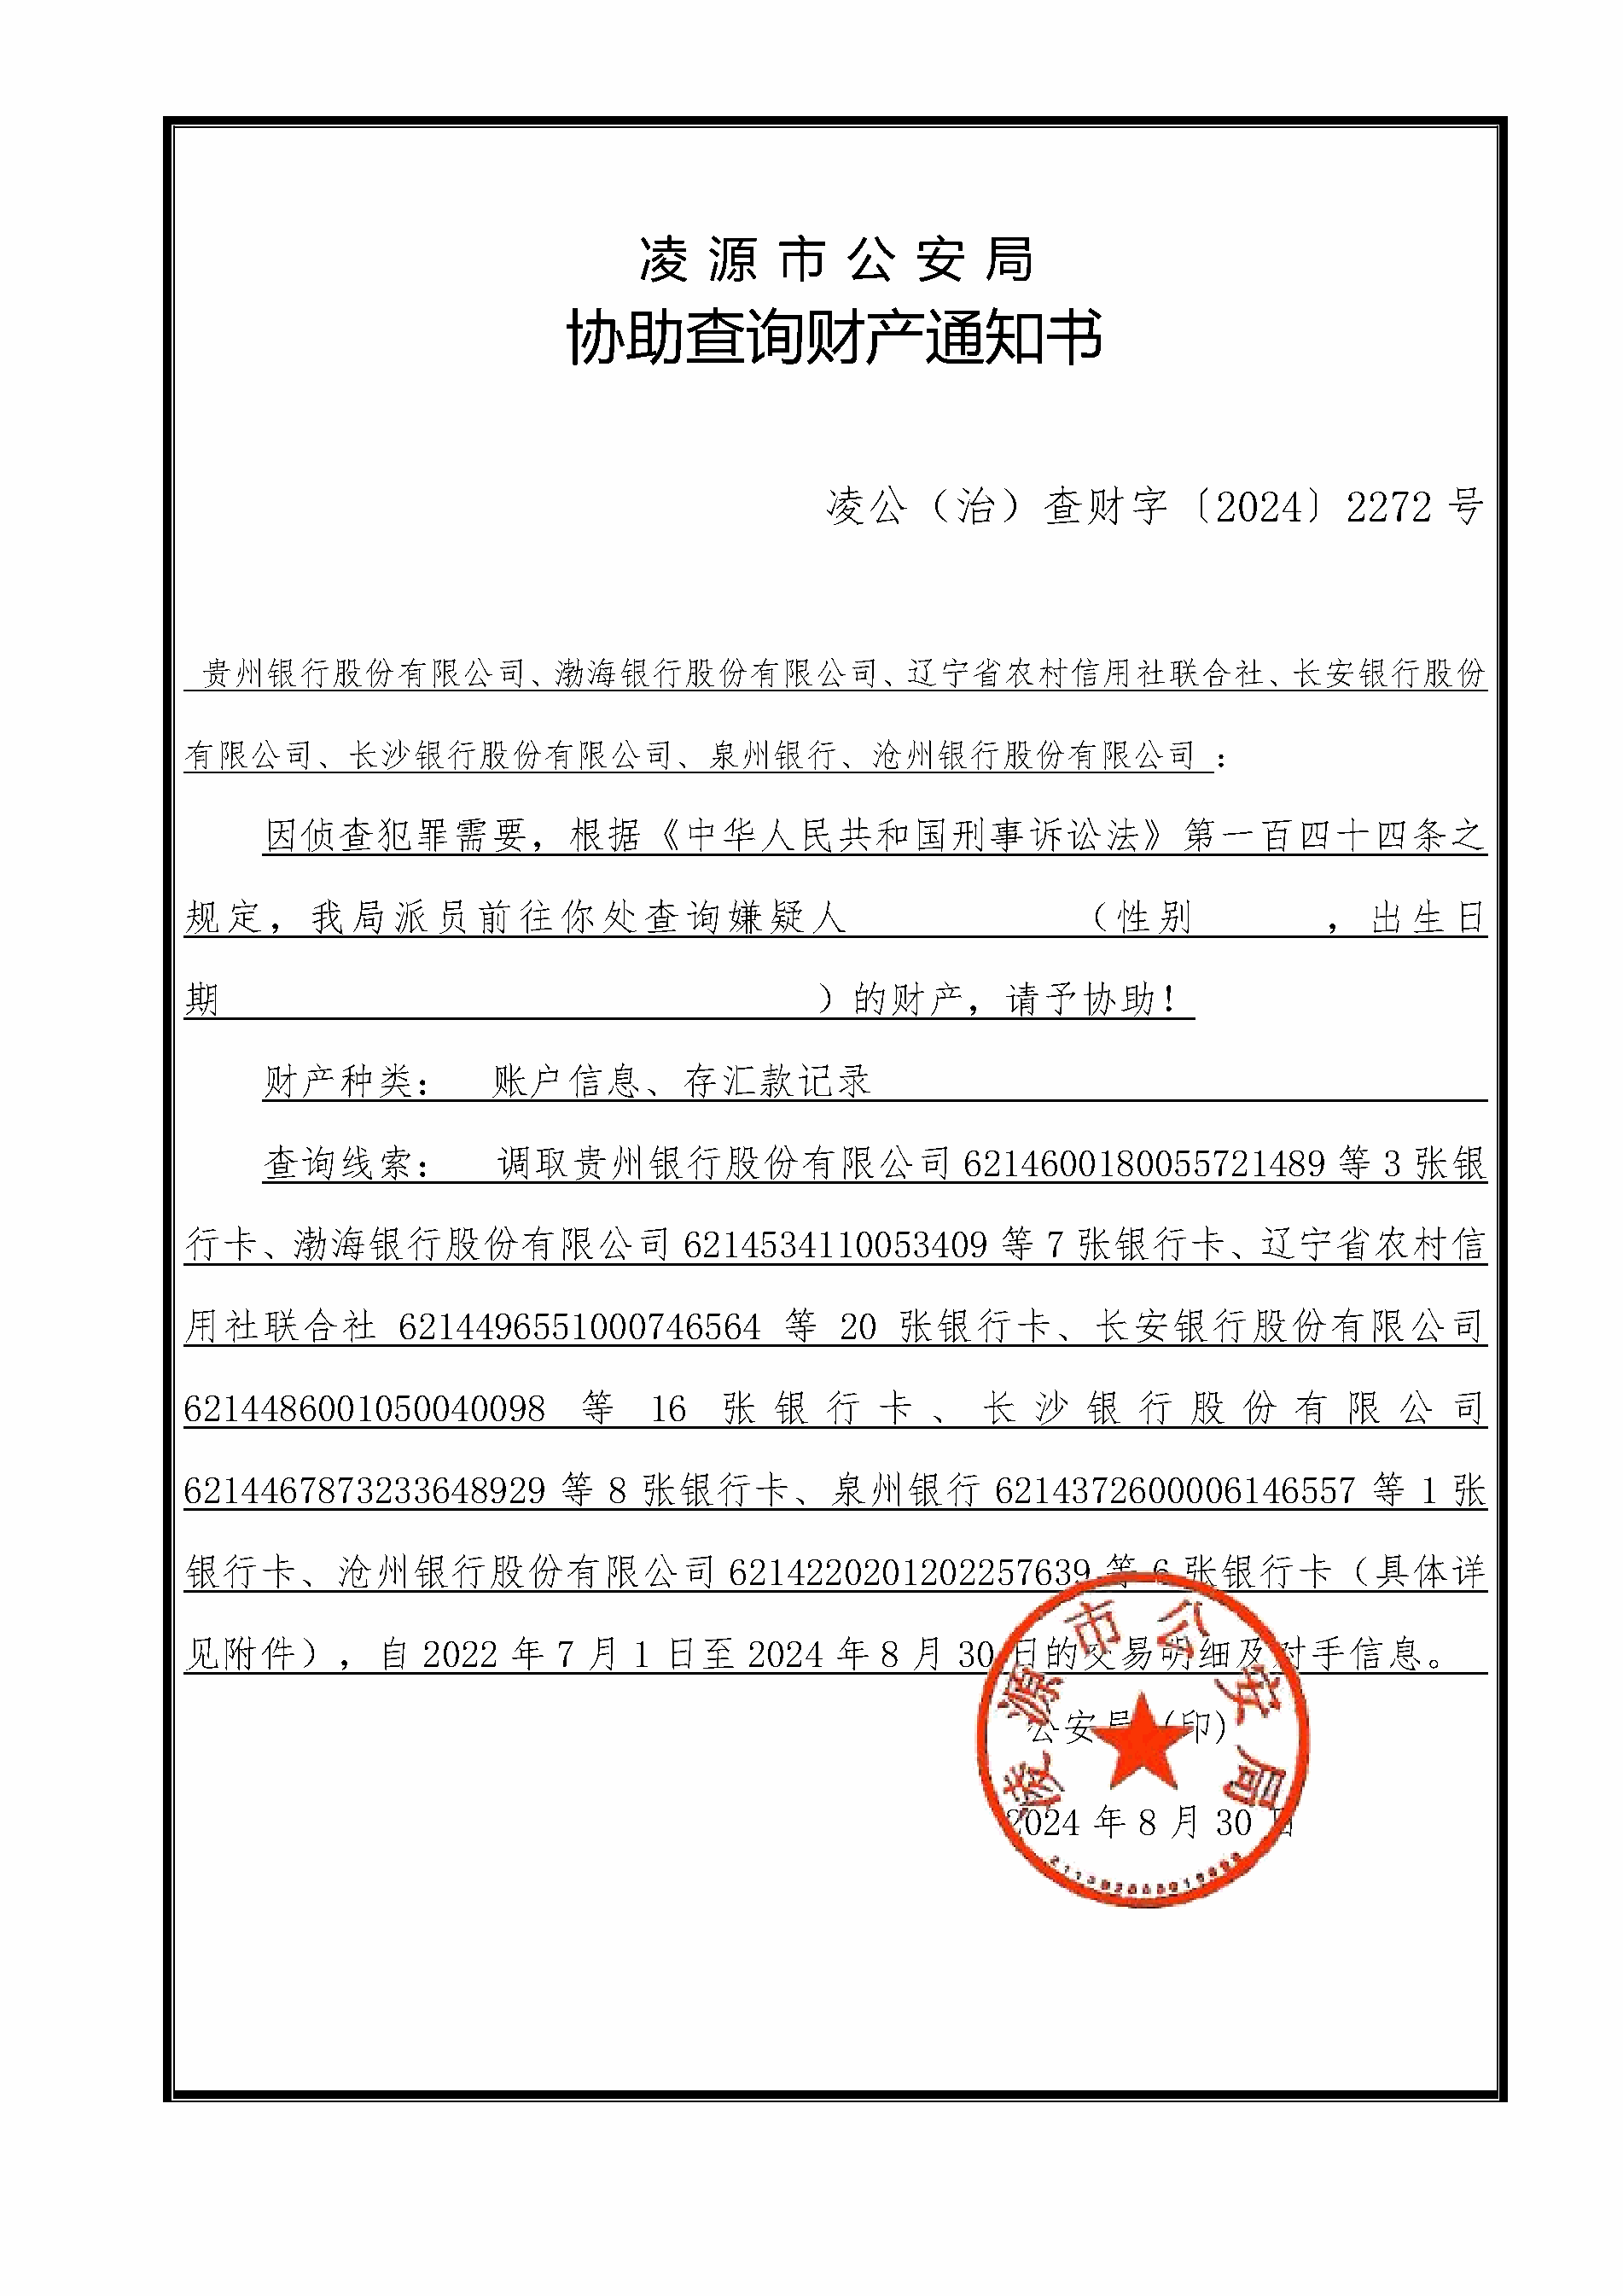 凌源市公安局
协助查询财产通知书
凌公（治）查财字〔2024〕2272 号
贵州银行股份有限公司、渤海银行股份有限公司、辽宁省农村信用社联合社、长安银行股份
有限公司、长沙银行股份有限公司、泉州银行、沧州银行股份有限公司 ：
因侦查犯罪需要，根据《中华人民共和国刑事诉讼法》第一百四十四条之
规定，我局派员前往你处查询嫌疑人 （性别 ，出生日
期 ）的财产，请予协助！
财产种类： 账户信息、存汇款记录
查询线索： 调取贵州银行股份有限公司 6214600180055721489 等 3 张银
行卡、渤海银行股份有限公司 6214534110053409 等 7 张银行卡、辽宁省农村信
用社联合社 6214496551000746564 等 20 张银行卡、长安银行股份有限公司
6214486001050040098 等 16 张银行卡、长沙银行股份有限公司
6214467873233648929 等 8 张银行卡、泉州银行 6214372600006146557 等 1 张
银行卡、沧州银行股份有限公司 6214220201202257639 等 6 张银行卡（具体详
见附件），自 2022 年 7 月 1 日至 2024 年 8 月 30 日的交易明细及对手信息。
公安局（印）
2024 年 8 月 30 日
凌源市公安局